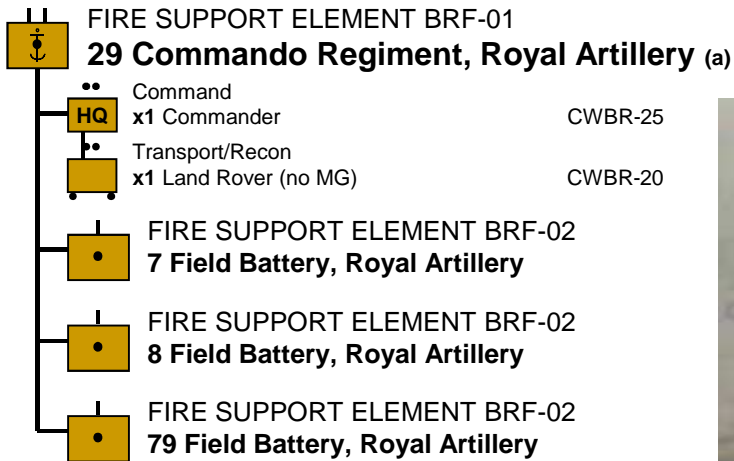 FIRE SUPPORT ELEMENT BRF-01
29 Commando Regiment, Royal Artillery (a)
Command
HQ x1 Commander CWBR-25
Transport/Recon
x1 Land Rover (no MG) CWBR-20
FIRE SUPPORT ELEMENT BRF-02
7 Field Battery, Royal Artillery
FIRE SUPPORT ELEMENT BRF-02
8 Field Battery, Royal Artillery
FIRE SUPPORT ELEMENT BRF-02
79 Field Battery, Royal Artillery